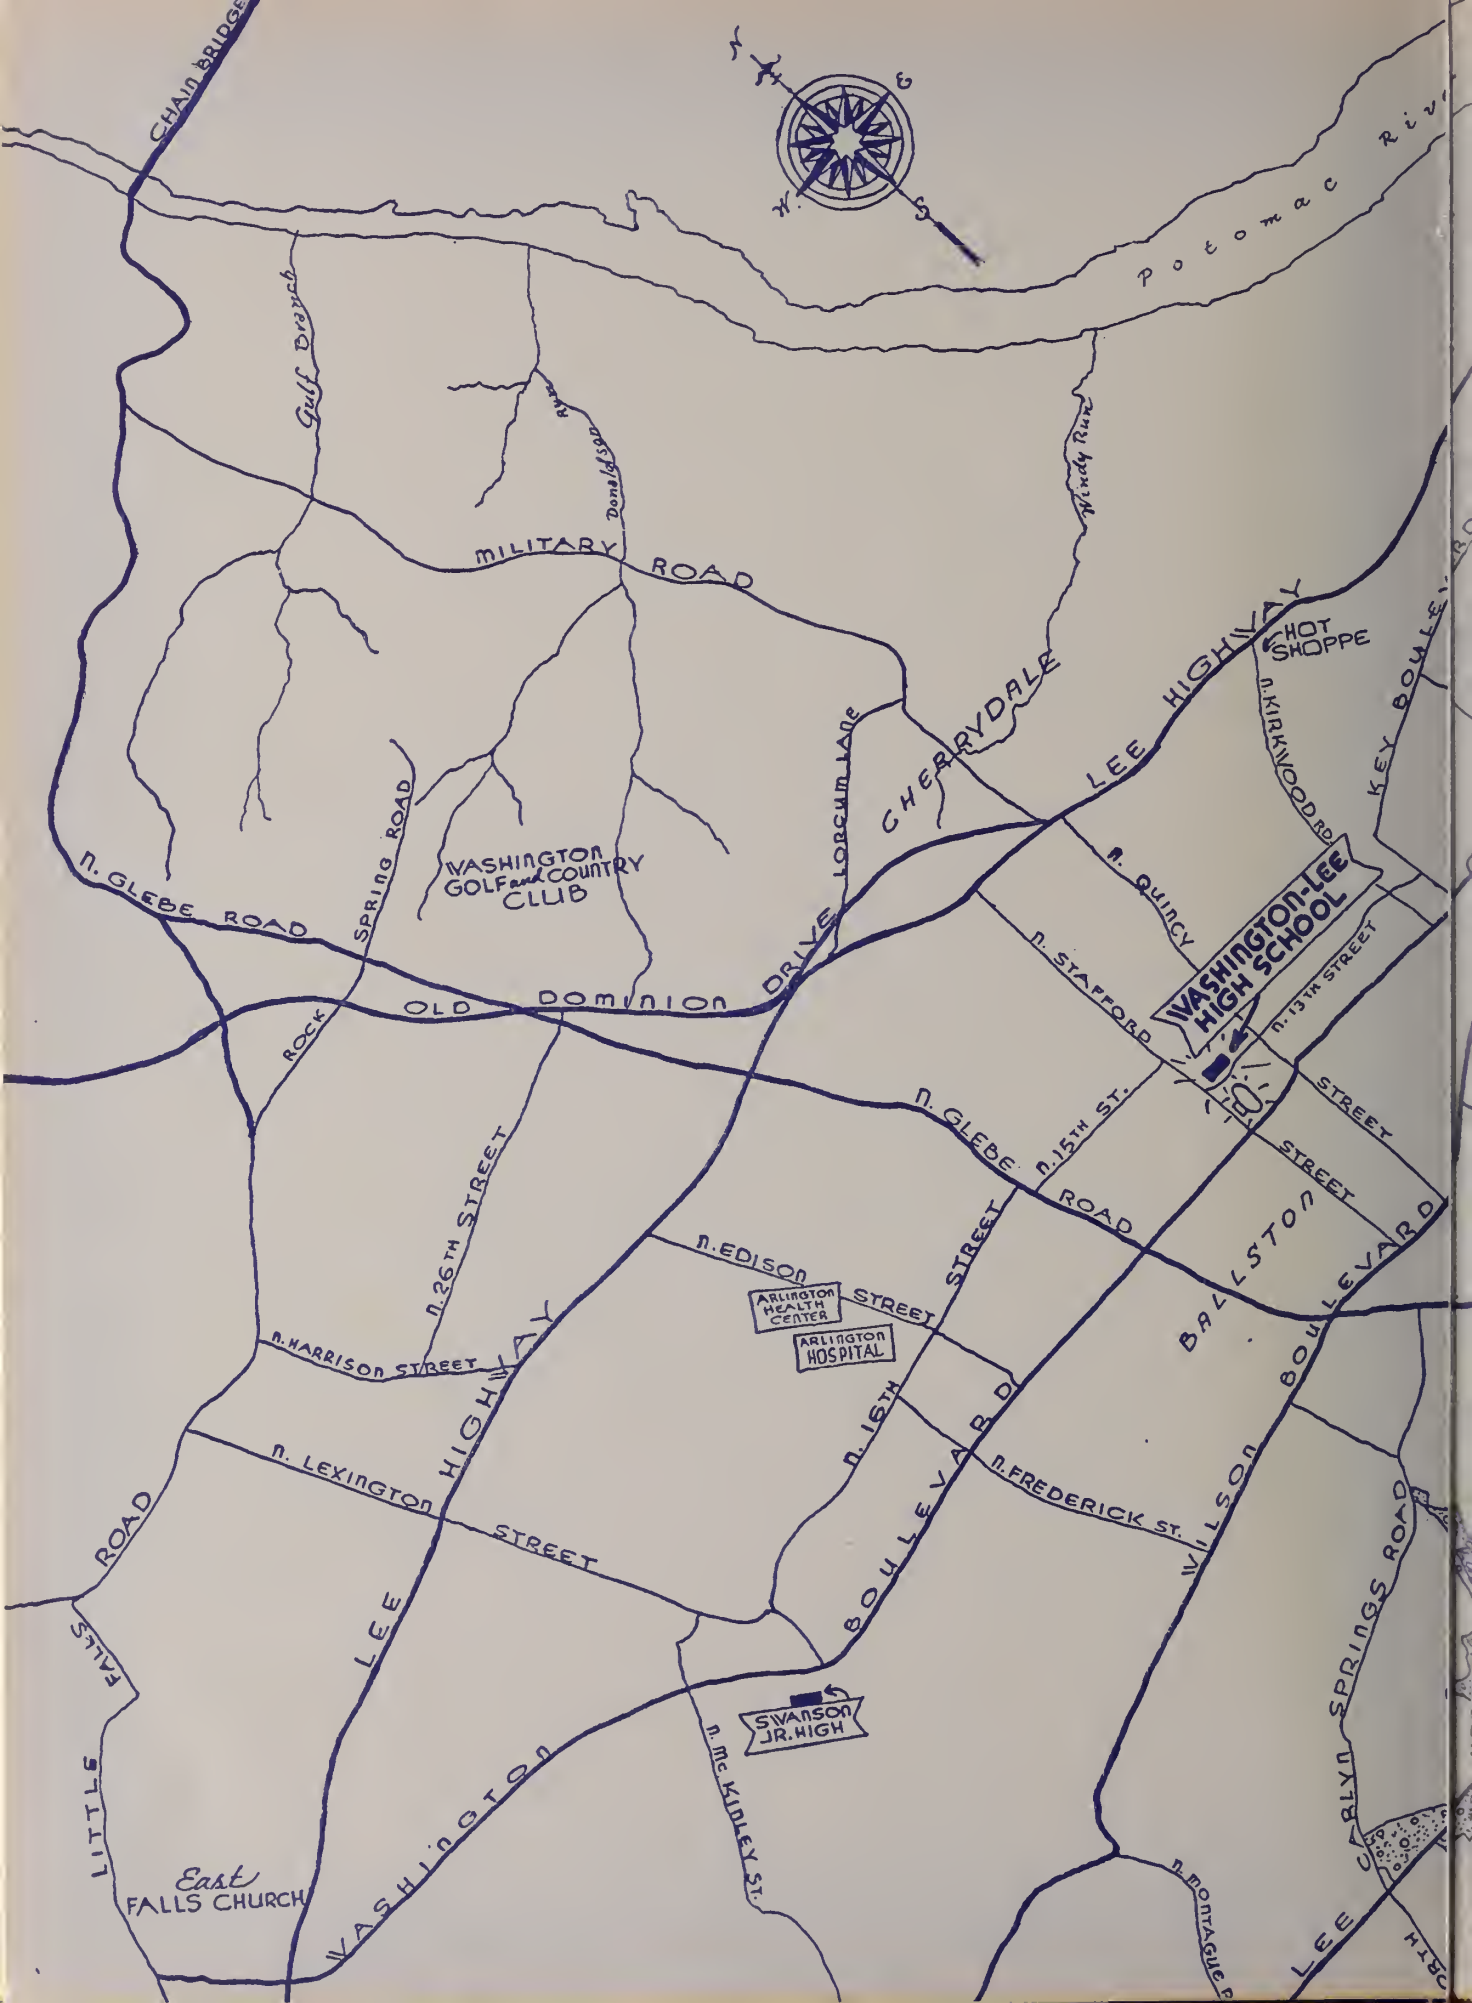 CHAIN BRIDGE
N
E
W.
S
Potomac Riv
Gulf Branch
Donaldson Run
Windy Run
MILITARY ROAD
CHERRYDALE
LEE HIGHWAY
HOT
SHOPPE
N. KIRKWOOD RD.
KEY BOULEV
LORCUM LANE
SPRING ROAD
WASHINGTON
GOLF and COUNTRY
CLUB
N. GLEBE ROAD
N. QUINCY
WASHINGTON-LEE
HIGH SCHOOL
N. STAFFORD
N. 13TH STREET
OLD DOMINION DRIVE
ROCK
N. GLEBE ROAD
N. 15TH ST.
STREET
STREET
BALLSTON
N. 26TH STREET
N. EDISON STREET
ARLINGTON
HEALTH
CENTER
ARLINGTON
HOSPITAL
N. HARRISON STREET
N. 16TH STREET
N. LEXINGTON STREET
N. FREDERICK ST.
WILSON BOULEVARD
LEE HIGHWAY
LITTLE FALLS ROAD
WASHINGTON BOULEVARD
SWANSON
JR. HIGH
N. Mc KINLEY ST.
CARLYN SPRINGS ROAD
East
FALLS CHURCH
N. MONTAGUE
LEE
ORTH